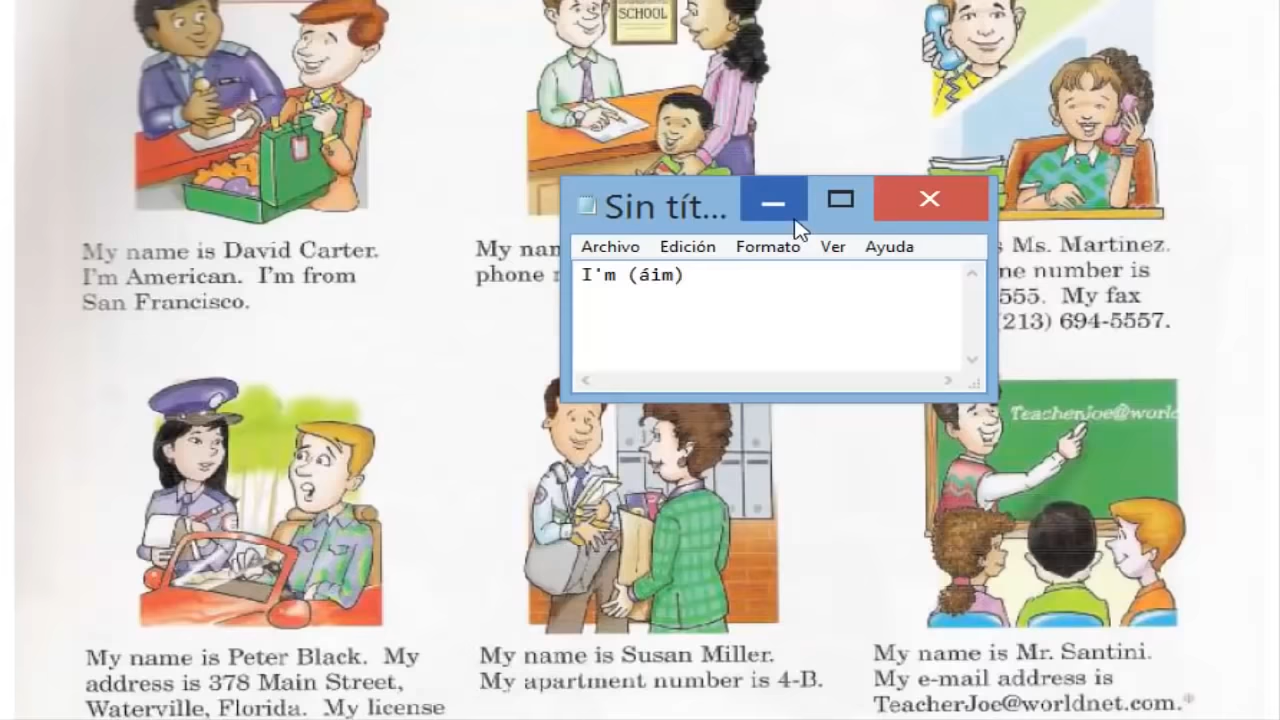 SCHOOL
My name is David Carter.
I'm American. I'm from
San Francisco.
My
phone
Sin tít...
Archivo Edición Formato Ver Ayuda
I'm (áim)
Ms. Martinez.
number is
555. My fax
(213) 694-5557.
TeacherJoe@world
My name is Peter Black. My
address is 378 Main Street,
Waterville, Florida. My license
My name is Susan Miller.
My apartment number is 4-B.
My name is Mr. Santini.
My e-mail address is
TeacherJoe@worldnet.com.*